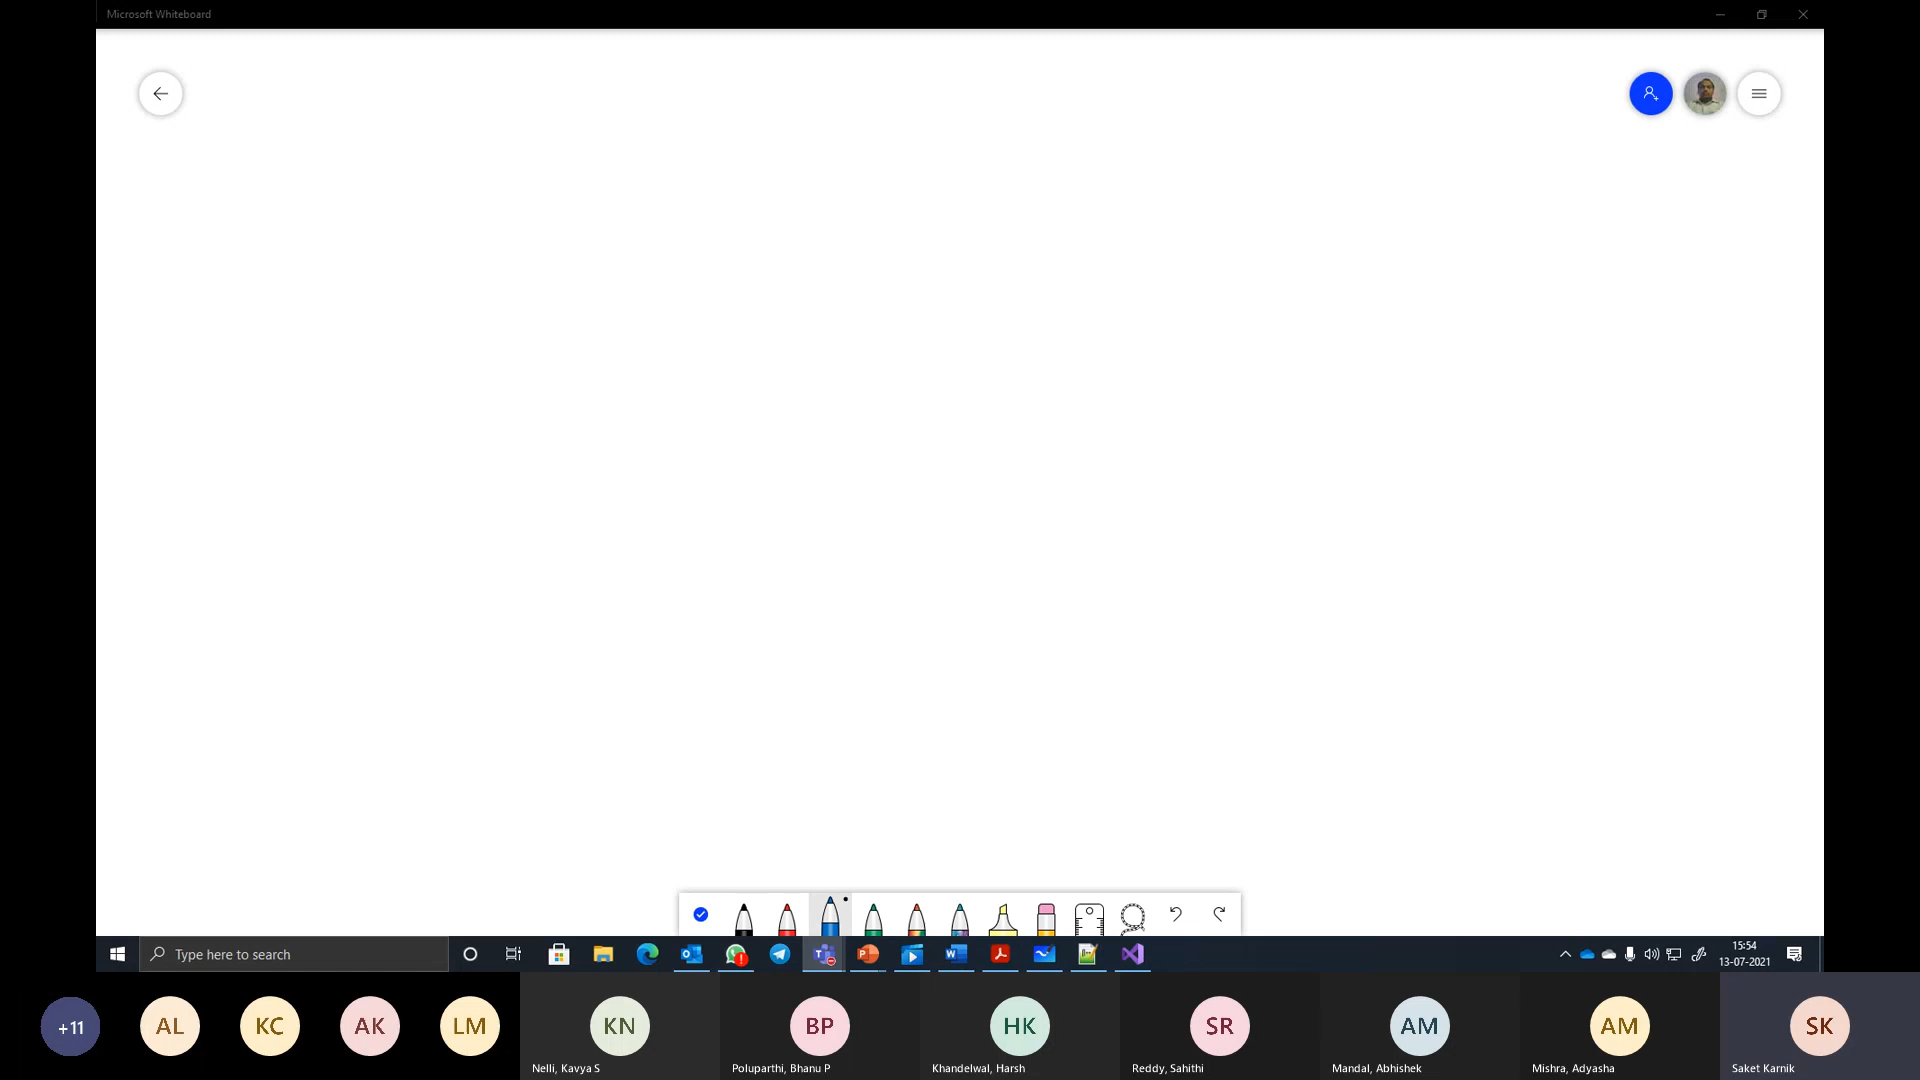 Microsoft Whiteboard
Type here to search
15:54
13-07-2021
+11
AL
KC
AK
LM
KN
BP
HK
SR
AM
AM
SK
Nelli, Kavya S
Poluparthi, Bhanu P
Khandelwal, Harsh
Reddy, Sahithi
Mandal, Abhishek
Mishra, Adyasha
Saket Karnik